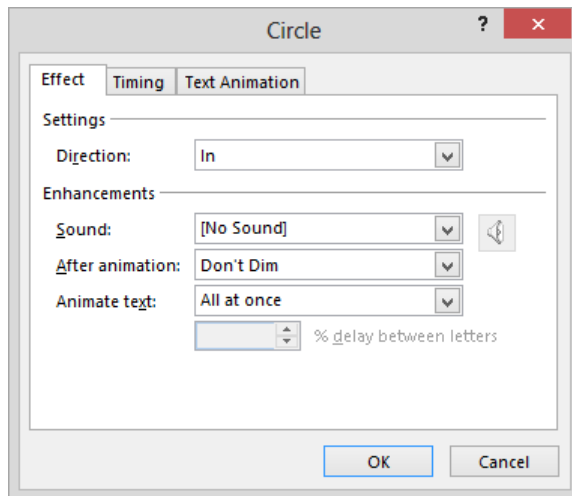 Circle ?
Effect Timing Text Animation
Settings
Direction: In
Enhancements
Sound: [No Sound]
After animation: Don't Dim
Animate text: All at once
% delay between letters
OK Cancel